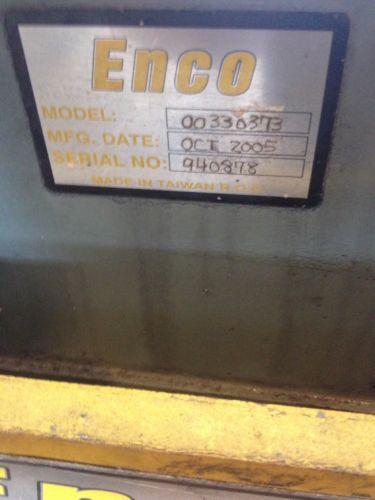 Enco
MODEL: 00330373
MFG. DATE: OCT 2005
SERIAL NO: 940878
MADE IN TAIWAN R.O.C